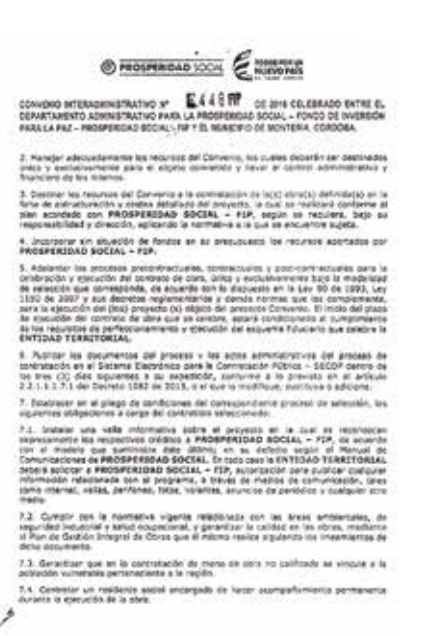 PROSPERIDAD SOCIAL
TODOS POR UN
NUEVO PAÍS
CONVENIO INTERADMINISTRATIVO Nº 446 FIP DE 2016 CELEBRADO ENTRE EL
DEPARTAMENTO ADMINISTRATIVO PARA LA PROSPERIDAD SOCIAL – FONDO DE INVERSIÓN
PARA LA PAZ – PROSPERIDAD SOCIAL - FIP Y EL MUNICIPIO DE MONTERIA, CORDOBA.
2. Manejar adecuadamente los recursos del Convenio, los cuales deberán ser destinados
única y exclusivamente para el objeto convenido y llevar el control administrativo y
financiero de los mismos.
3. Destinar los recursos del Convenio a la contratación de la(s) obra(s) definida(s) en la
ficha de estructuración y costos detallados del proyecto, la cual se realizará conforme al
plan acordado con PROSPERIDAD SOCIAL – FIP, según se requiera, bajo su
responsabilidad y dirección, aplicando la normativa a la que se encuentre sujeta.
4. Incorporar sin situación de fondos en su presupuesto los recursos aportados por
PROSPERIDAD SOCIAL – FIP.
5. Adelantar los procesos precontractuales, contractuales y post-contractuales para la
celebración y ejecución del contrato de obra, única y exclusivamente bajo la modalidad
de selección que corresponda, de acuerdo con lo dispuesto en la Ley 80 de 1993, Ley
1150 de 2007 y sus decretos reglamentarios y demás normas que los complementen,
para la ejecución del (los) proyecto (s) objeto del presente Convenio. El inicio del plazo
de ejecución del contrato de obra que se celebre, estará condicionado al cumplimiento
de los requisitos de perfeccionamiento y ejecución del esquema fiduciario que celebre la
ENTIDAD TERRITORIAL.
6. Publicar los documentos del proceso y los actos administrativos del proceso de
contratación en el Sistema Electrónico para la Contratación Pública – SECOP dentro de
los tres (3) días siguientes a su expedición, conforme a lo previsto en el artículo
2.2.1.1.1.7.1 del Decreto 1082 de 2015, o el que lo modifique, sustituya o adicione.
7. Establecer en el pliego de condiciones del correspondiente proceso de selección, las
siguientes obligaciones a cargo del contratista seleccionado:
7.1. Instalar una valla informativa sobre el proyecto en la cual se reconozcan
expresamente los respectivos créditos a PROSPERIDAD SOCIAL – FIP, de acuerdo
con el modelo que suministre este último, en su defecto según el Manual de
Comunicaciones de PROSPERIDAD SOCIAL. En todo caso la ENTIDAD TERRITORIAL
deberá solicitar a PROSPERIDAD SOCIAL – FIP, autorización para publicar cualquier
información relacionada con el programa, a través de medios de comunicación, tales
como internet, vallas, perifoneo, fotos, volantes, anuncios de periódico y cualquier otro
medio.
7.2. Cumplir con la normativa vigente relacionada con las áreas ambientales, de
seguridad industrial y salud ocupacional, y garantizar la calidad en las obras, mediante
el Plan de Gestión Integral de Obras que él mismo realice siguiendo los lineamientos de
dicho documento.
7.3. Garantizar que en la contratación de mano de obra no calificada se vincule a la
población vulnerable perteneciente a la región.
7.4. Contratar un residente social encargado de hacer acompañamiento permanente
durante la ejecución de la obra.